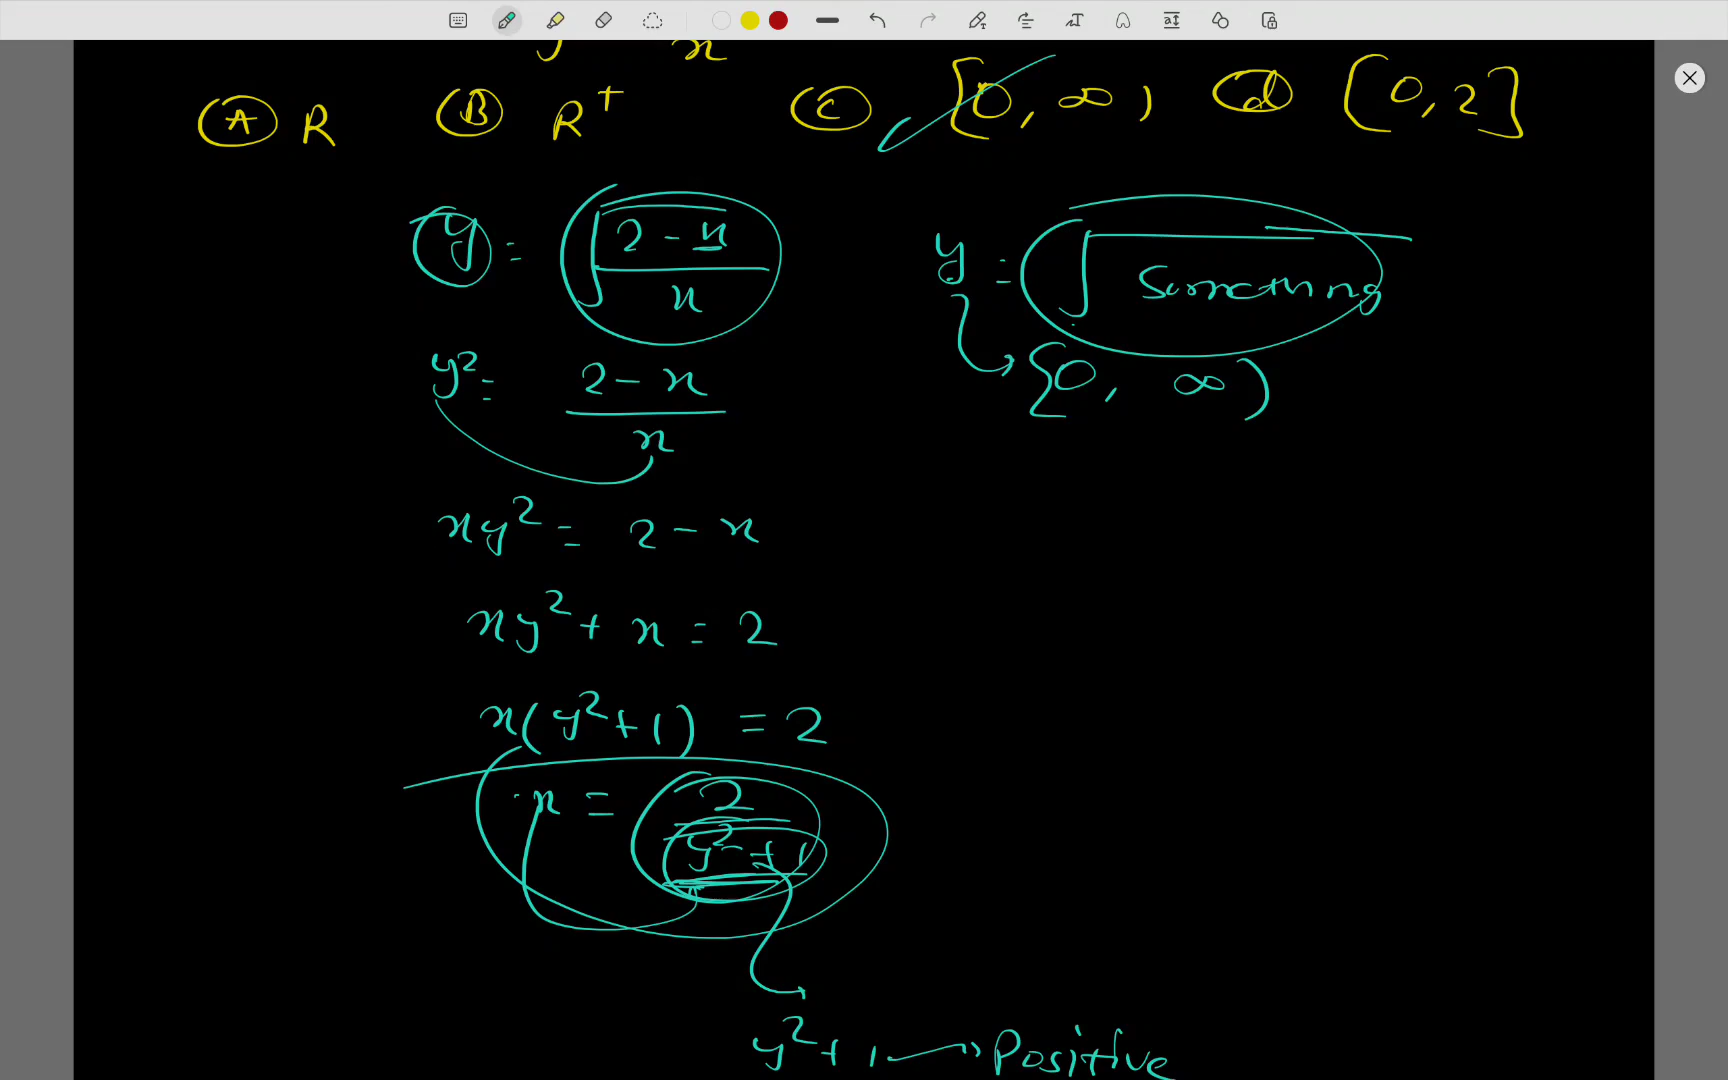 (A) R (B) R⁺ (C) [0, ∞) (d) [0, 2]
y = √((2 - x)/x)
y = √Something
[0, ∞)
y² = (2 - x)/x
xy² = 2 - x
xy² + x = 2
x(y² + 1) = 2
x = 2/(y² + 1)
y² + 1 → Positive